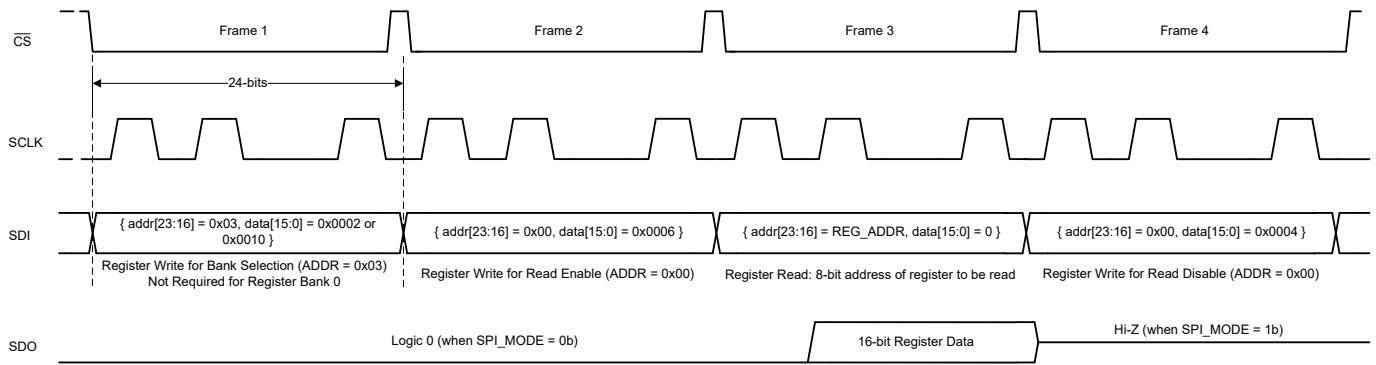 CS
Frame 1
Frame 2
Frame 3
Frame 4
24-bits
SCLK
SDI
{ addr[23:16] = 0x03, data[15:0] = 0x0002 or
0x0010 }
{ addr[23:16] = 0x00, data[15:0] = 0x0006 }
{ addr[23:16] = REG_ADDR, data[15:0] = 0 }
{ addr[23:16] = 0x00, data[15:0] = 0x0004 }
Register Write for Bank Selection (ADDR = 0x03)
Not Required for Register Bank 0
Register Write for Read Enable (ADDR = 0x00)
Register Read: 8-bit address of register to be read
Register Write for Read Disable (ADDR = 0x00)
SDO
Logic 0 (when SPI_MODE = 0b)
16-bit Register Data
Hi-Z (when SPI_MODE = 1b)